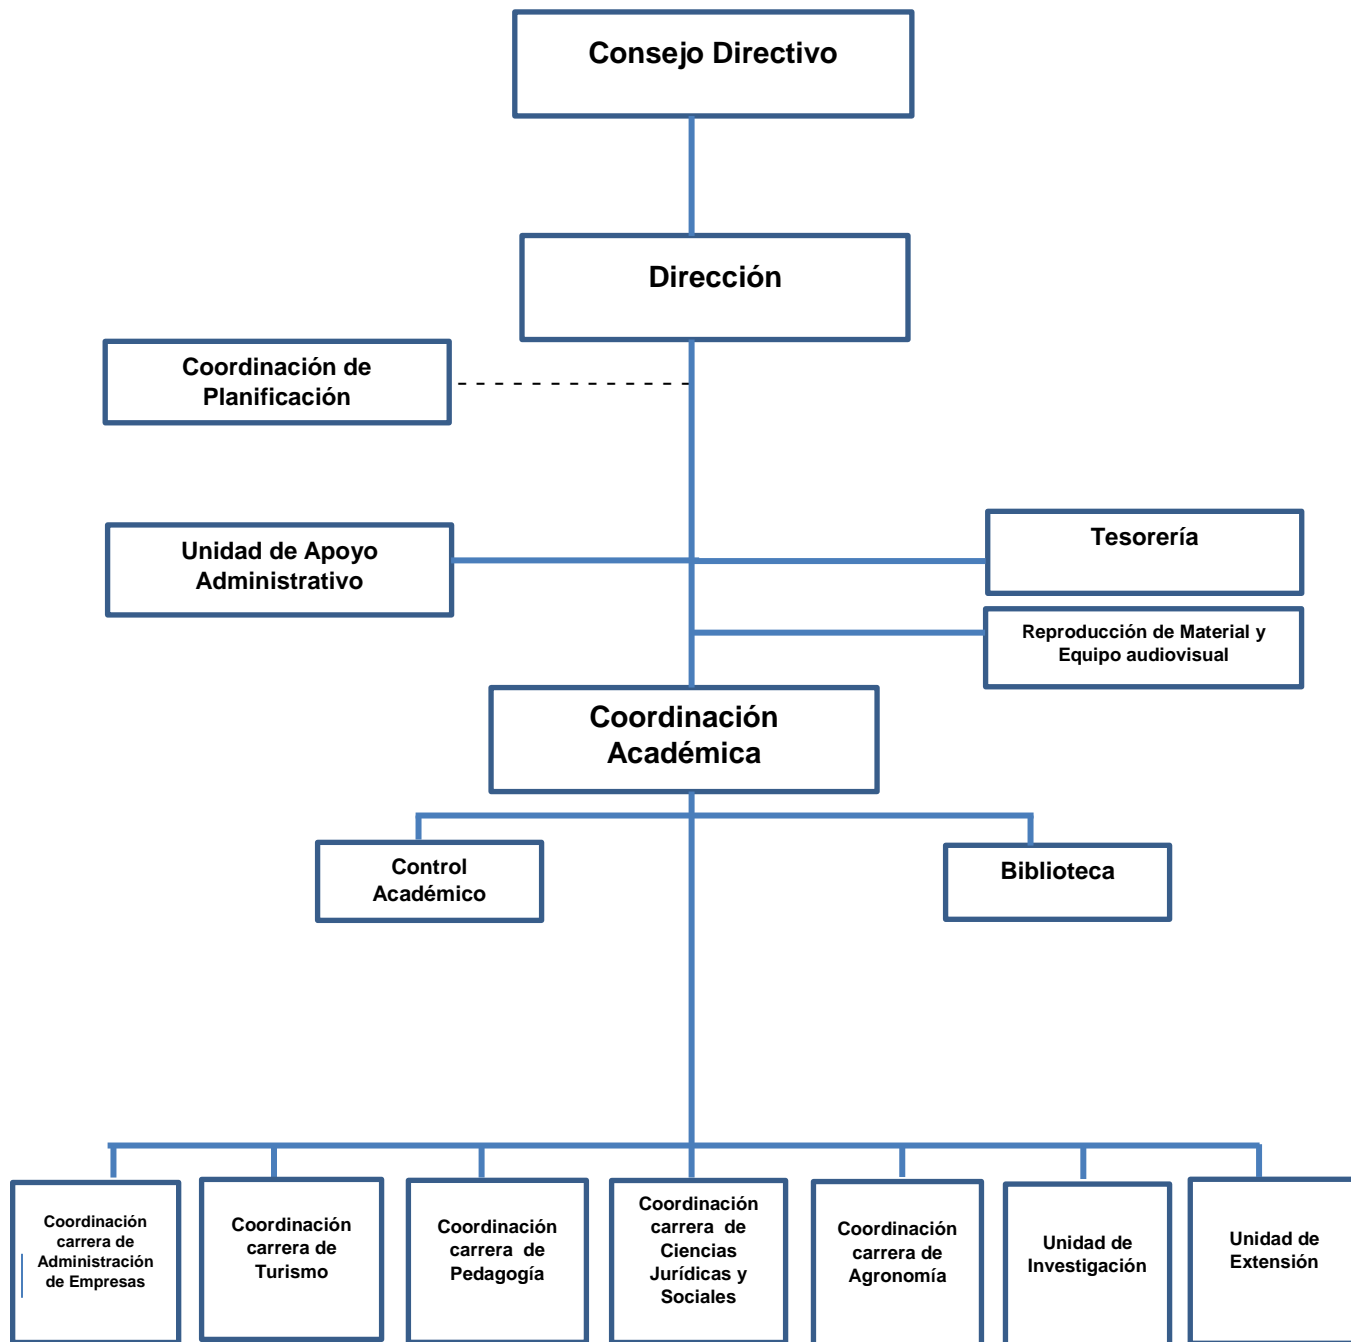 Consejo Directivo
Dirección
Coordinación de
Planificación
Unidad de Apoyo
Administrativo
Tesorería
Reproducción de Material y
Equipo audiovisual
Coordinación
Académica
Control
Académico
Biblioteca
Coordinación
carrera de
Administración
de Empresas
Coordinación
carrera de
Turismo
Coordinación
carrera de
Pedagogía
Coordinación
carrera de
Ciencias
Jurídicas y
Sociales
Coordinación
carrera de
Agronomía
Unidad de
Investigación
Unidad de
Extensión